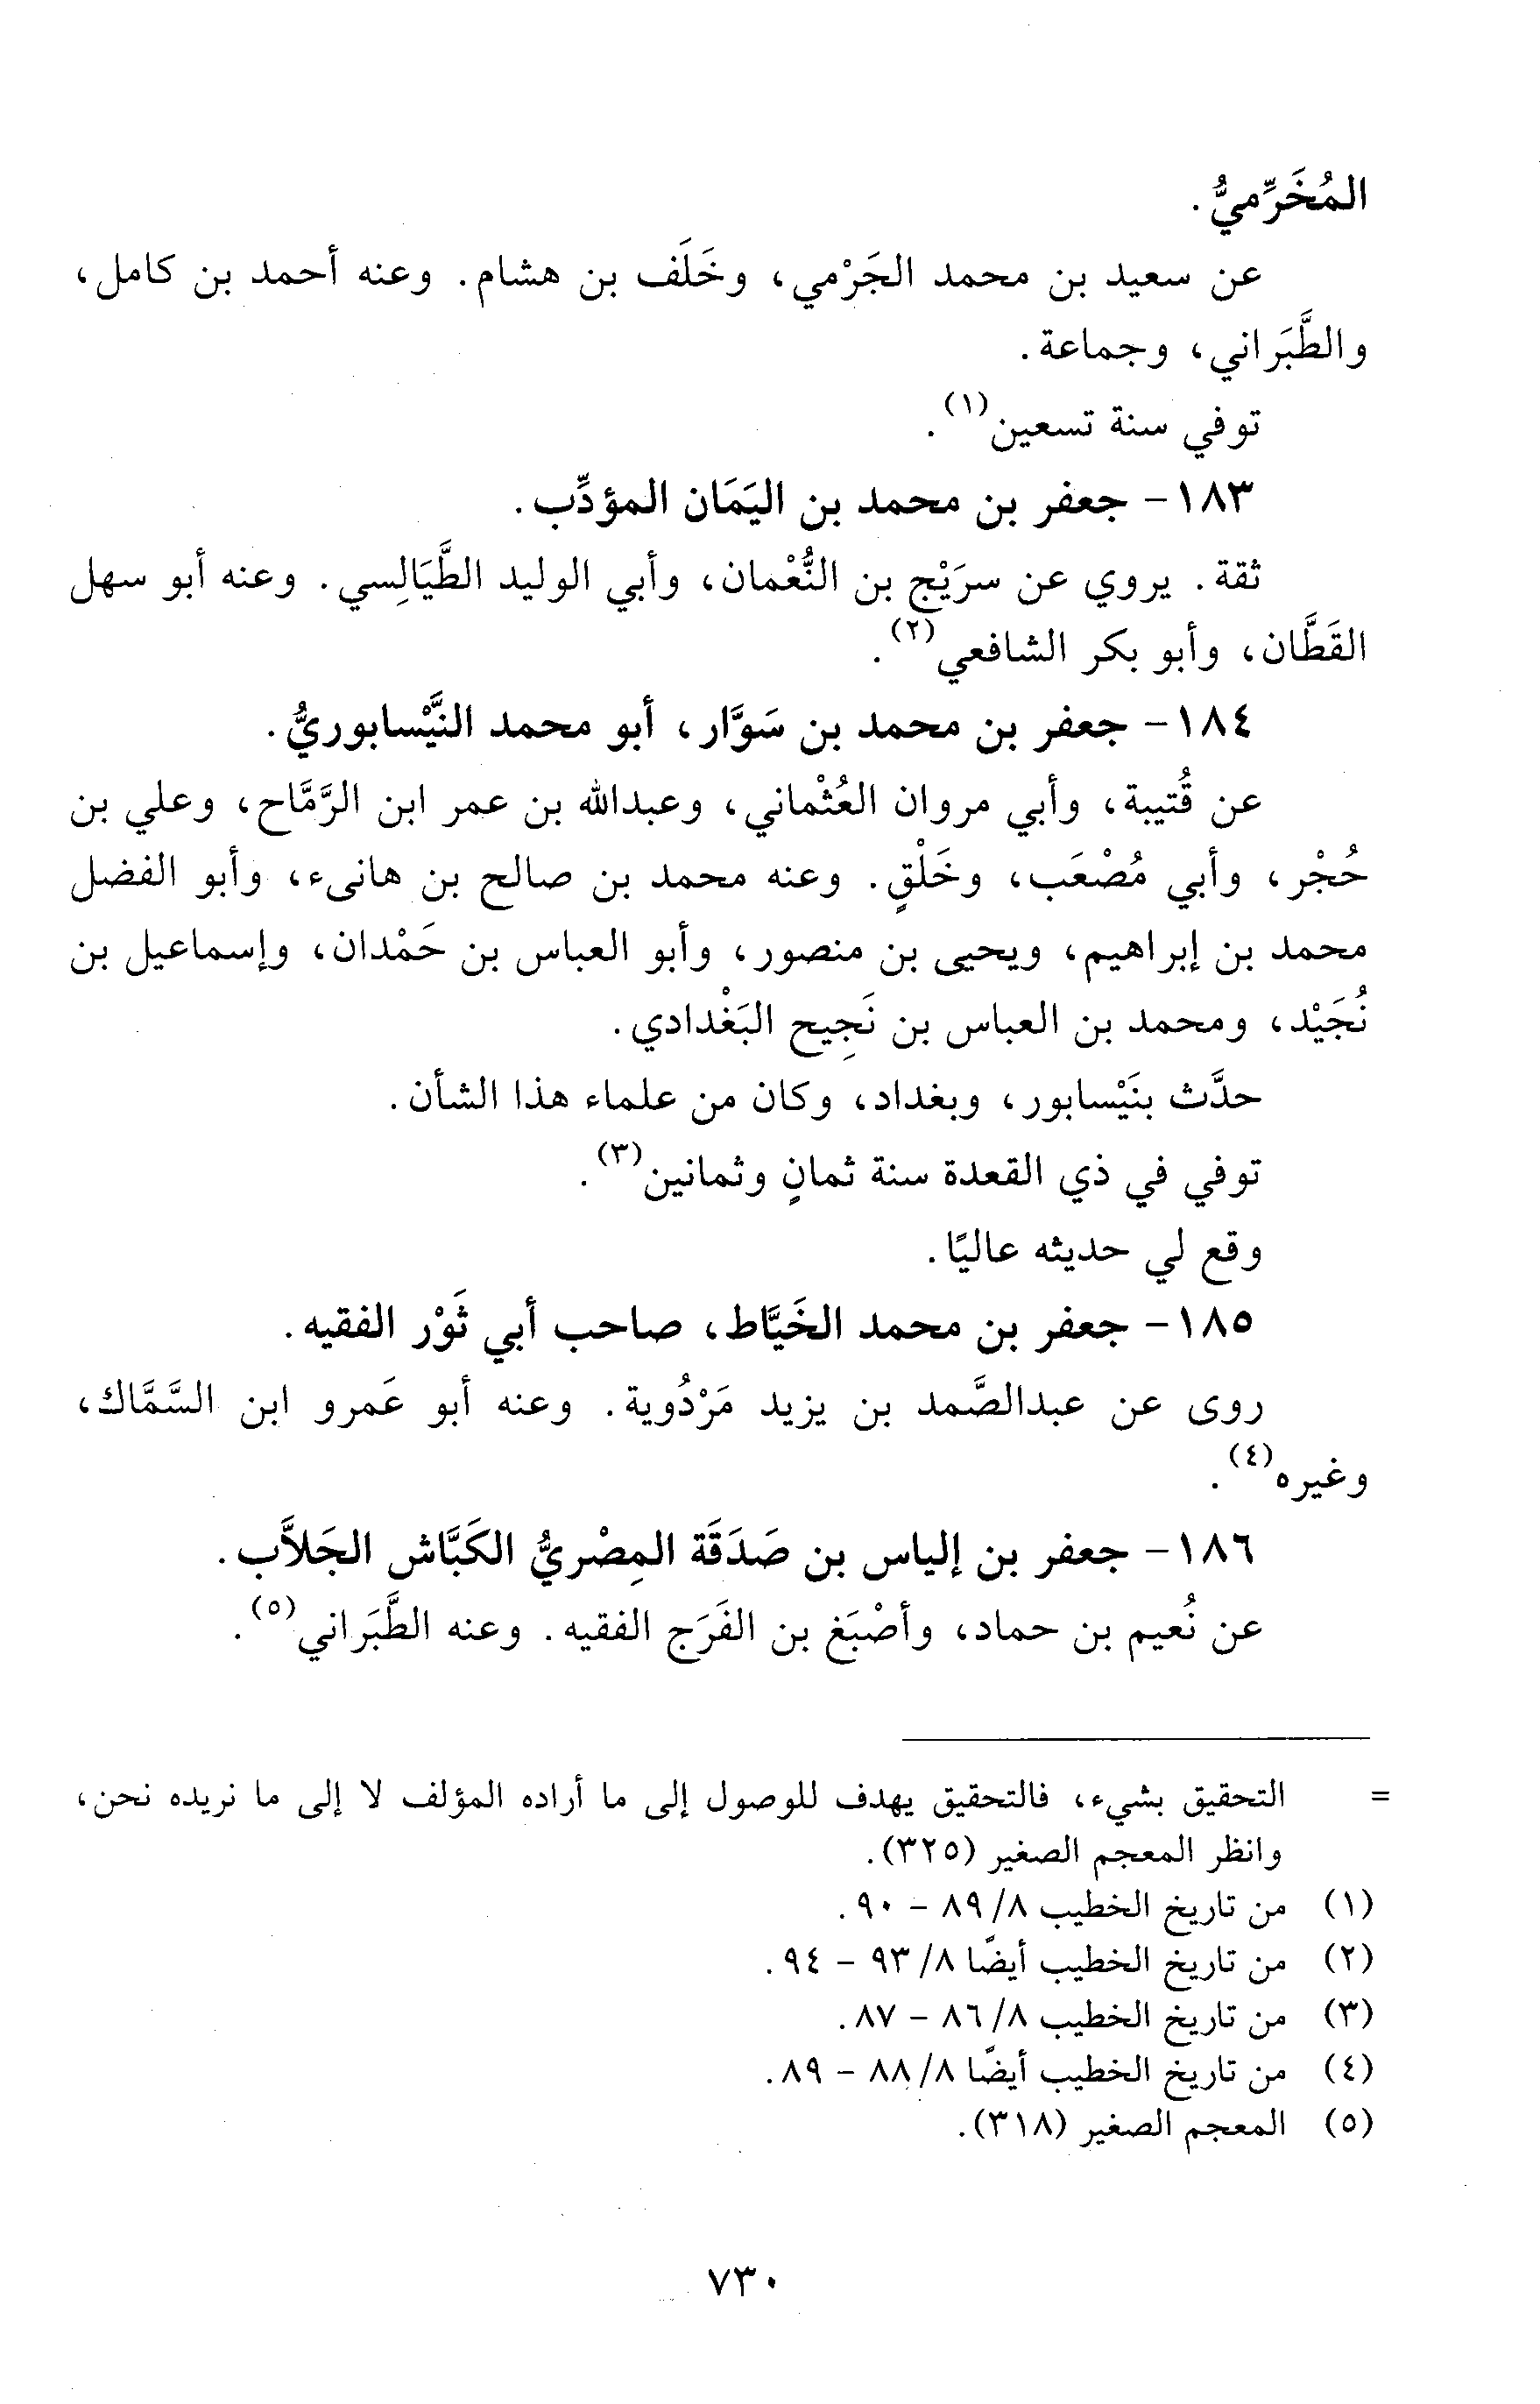 المُخَرِّميُّ.
عن سعيد بن محمد الجَرْمي، وخَلَف بن هشام. وعنه أحمد بن كامل،
والطَّبَراني، وجماعة.
توفي سنة تسعين(١).
١٨٣- جعفر بن محمد بن اليَمَان المؤدِّب.
ثقة. يروي عن سرَيْج بن النُّعْمان، وأبي الوليد الطَّيَالِسي. وعنه أبو سهل
القَطَّان، وأبو بكر الشافعي(٢).
١٨٤- جعفر بن محمد بن سَوَّار، أبو محمد النَّيْسابوريُّ.
عن قُتيبة، وأبي مروان العُثْماني، وعبدالله بن عمر ابن الرَّمَّاح، وعلي بن
حُجْر، وأبي مُصْعَب، وخَلْقٍ. وعنه محمد بن صالح بن هانىء، وأبو الفضل
محمد بن إبراهيم، ويحيى بن منصور، وأبو العباس بن حَمْدان، وإسماعيل بن
نُجَيْد، ومحمد بن العباس بن نَجِيح البَغْدادي.
حدَّث بنَيْسابور، وبغداد، وكان من علماء هذا الشأن.
توفي في ذي القعدة سنة ثمانٍ وثمانين(٣).
وقع لي حديثه عاليًا.
١٨٥- جعفر بن محمد الخَيَّاط، صاحب أبي ثَوْر الفقيه.
روى عن عبدالصَّمد بن يزيد مَرْدُوية. وعنه أبو عَمرو ابن السَّمَّاك،
وغيره(٤).
١٨٦- جعفر بن إلياس بن صَدَقَة المِصْريُّ الكَبَّاش الجَلاَّب.
عن نُعيم بن حماد، وأصْبَغ بن الفَرَج الفقيه. وعنه الطَّبَراني(٥).
= التحقيق بشيء، فالتحقيق يهدف للوصول إلى ما أراده المؤلف لا إلى ما نريده نحن،
وانظر المعجم الصغير (٣٢٥).
(١) من تاريخ الخطيب ٨/ ٨٩ - ٩٠.
(٢) من تاريخ الخطيب أيضًا ٨/ ٩٣ - ٩٤.
(٣) من تاريخ الخطيب ٨/ ٨٦ - ٨٧.
(٤) من تاريخ الخطيب أيضًا ٨/ ٨٨ - ٨٩.
(٥) المعجم الصغير (٣١٨).
٧٣٠